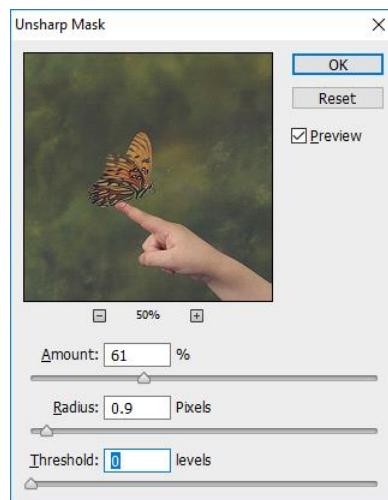 Unsharp Mask
OK
Reset
Preview
50%
Amount: 61 %
Radius: 0.9 Pixels
Threshold: 0 levels